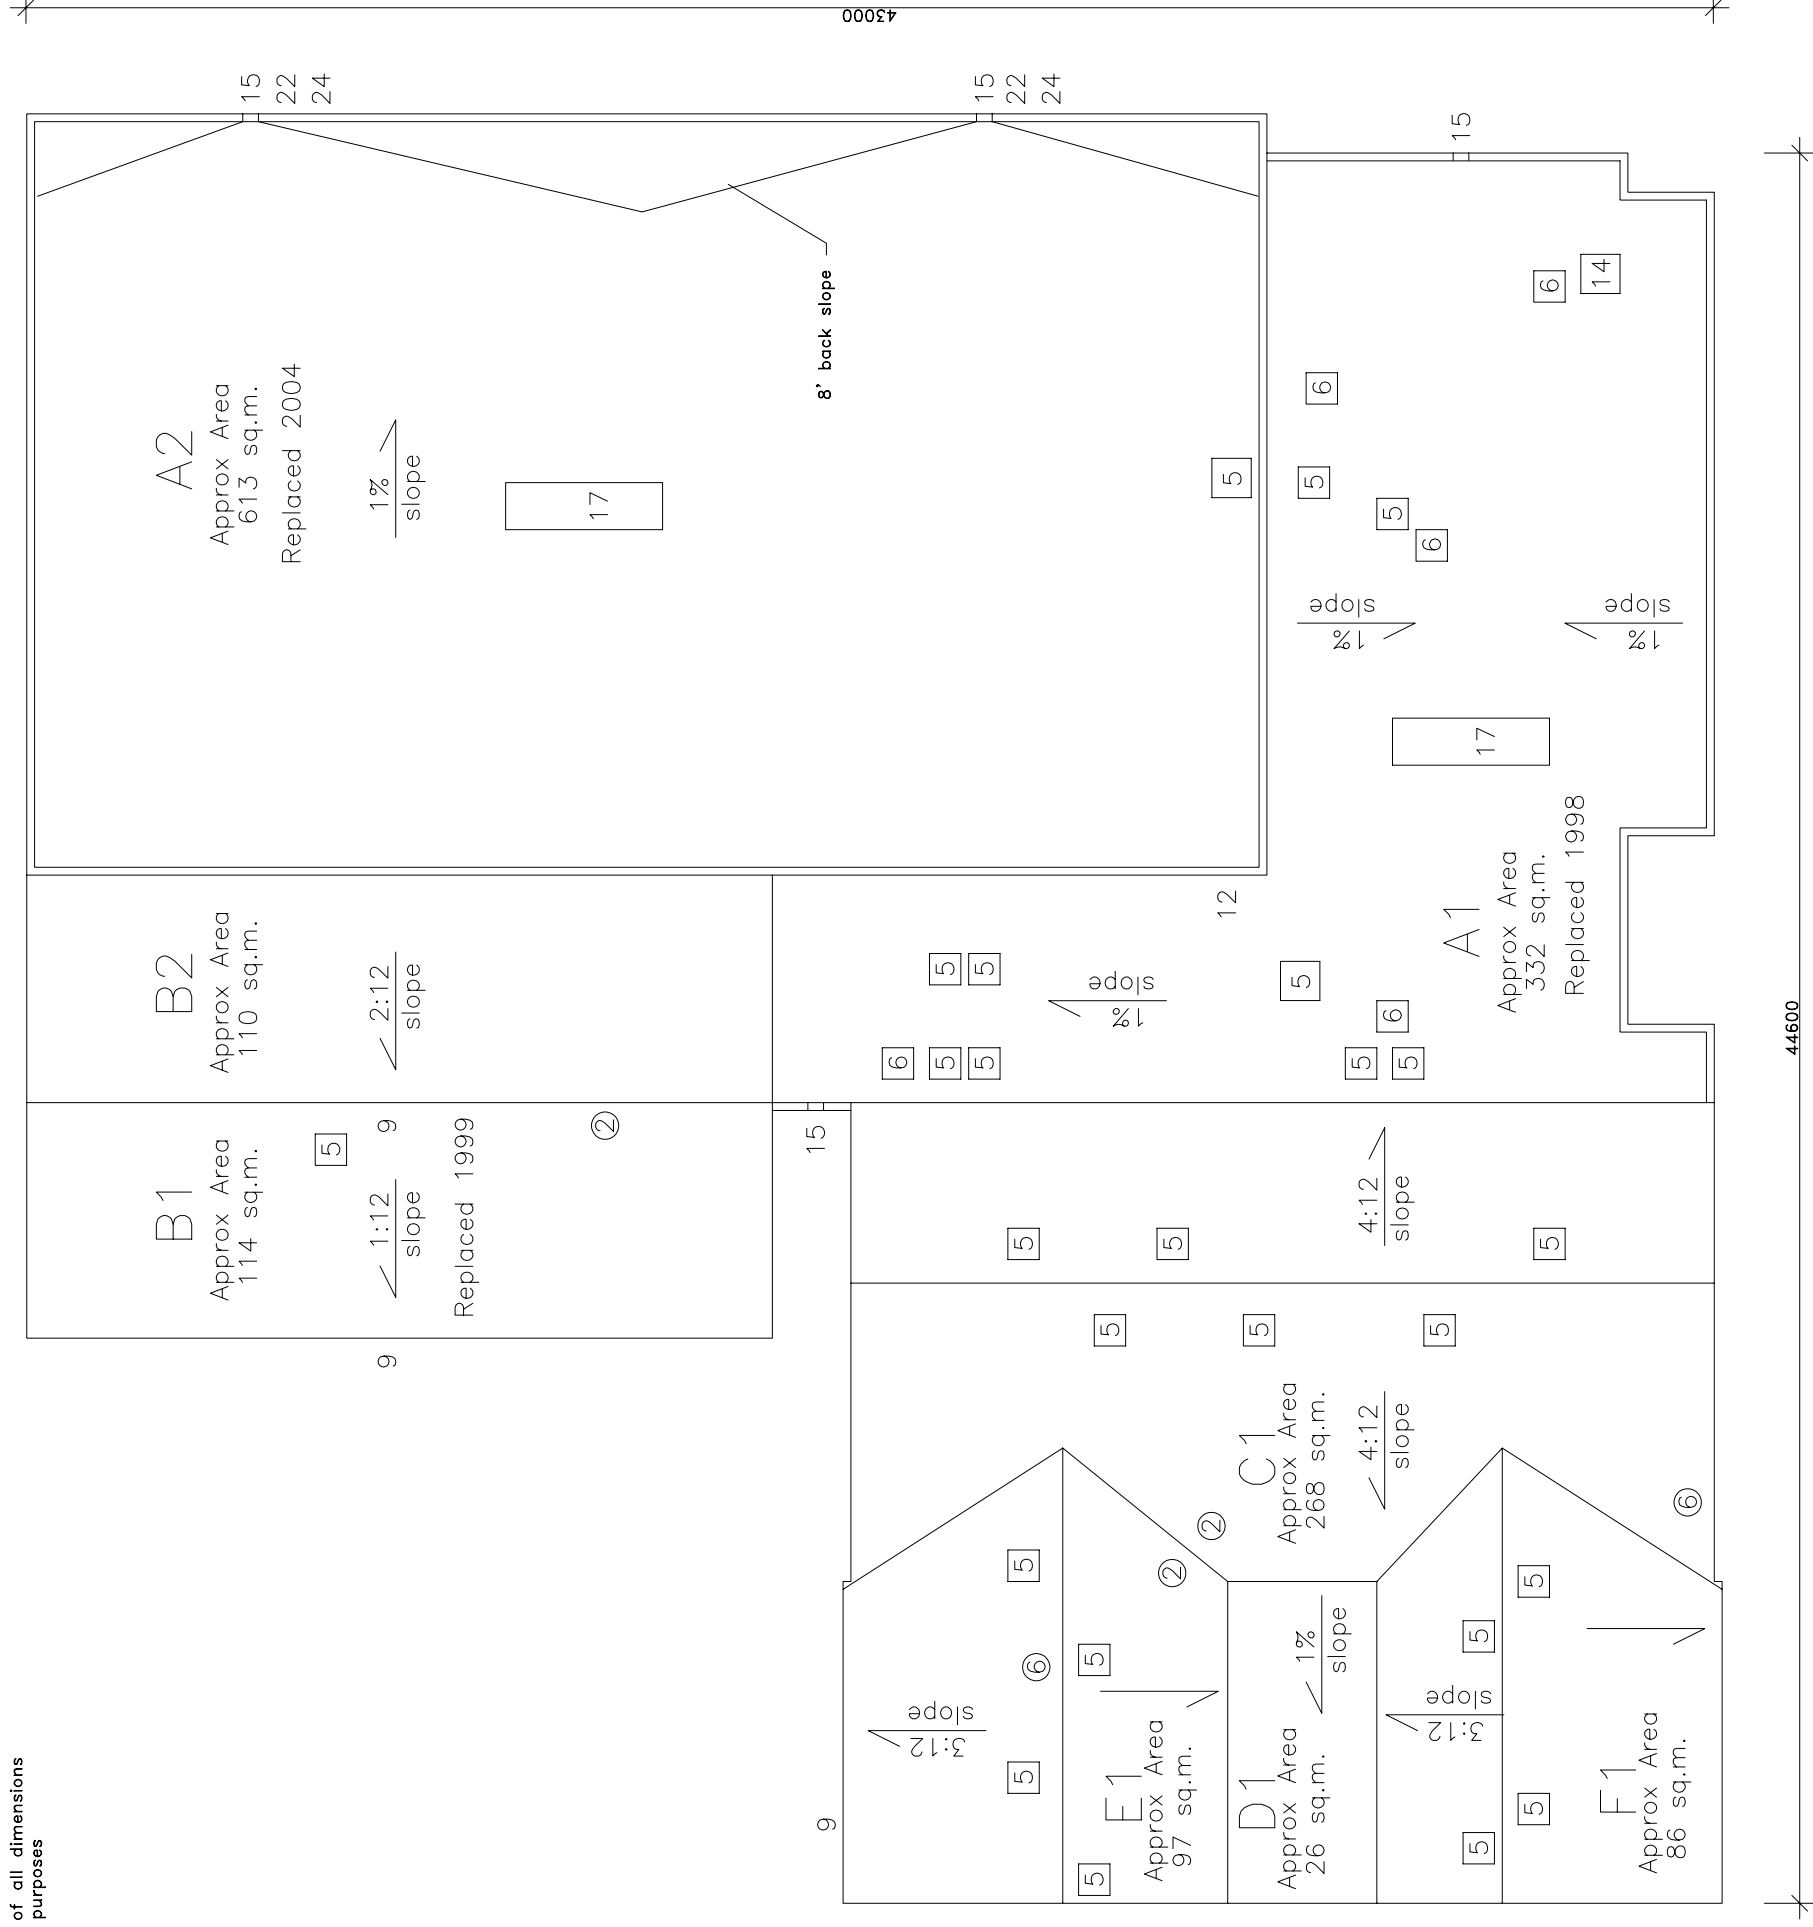 of all dimensions
purposes
43000
44600
15
22
24
15
22
24
15
A2
Approx Area
613 sq.m.
Replaced 2004
1%
slope
17
8' back slope
5
5
6
5
6
6
14
1%
slope
1%
slope
17
A1
Approx Area
332 sq.m.
Replaced 1998
12
1%
slope
5
5
6
5
5
5
6
5
5
B2
Approx Area
110 sq.m.
2:12
slope
B1
Approx Area
114 sq.m.
5
9
1:12
slope
Replaced 1999
2
9
15
4:12
slope
5
5
5
5
5
5
C1
Approx Area
268 sq.m.
4:12
slope
2
2
6
6
5
5
3:12
slope
9
5
5
E1
Approx Area
97 sq.m.
D1
Approx Area
26 sq.m.
1%
slope
3:12
slope
5
5
5
5
F1
Approx Area
86 sq.m.